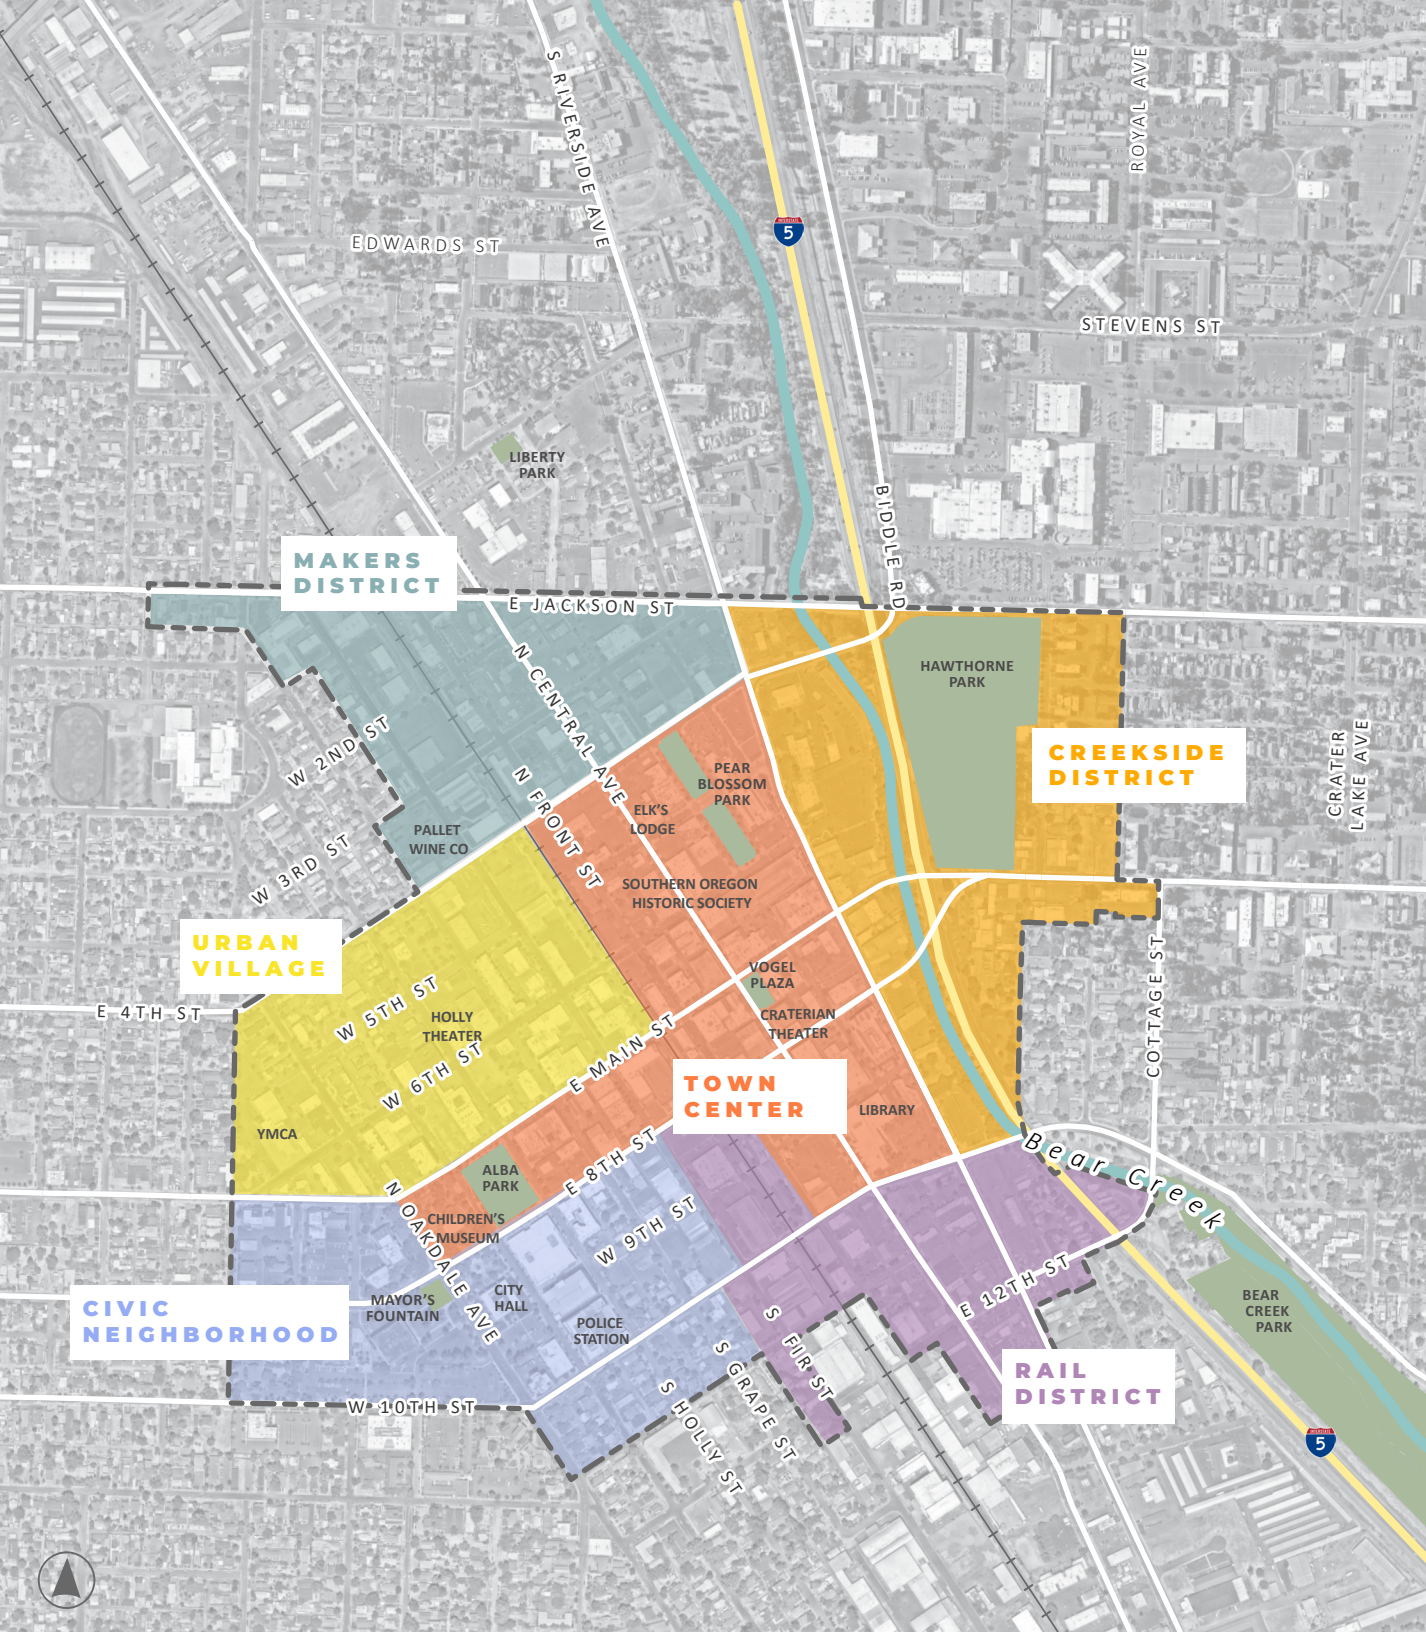 S RIVERSIDE AVE
ROYAL AVE
INTERSTATE
5
EDWARDS ST
STEVENS ST
LIBERTY
PARK
BIDDLE RD
MAKERS
DISTRICT
E JACKSON ST
N CENTRAL AVE
HAWTHORNE
PARK
W 2ND ST
CREEKSIDE
DISTRICT
CRATER
LAKE AVE
PEAR
BLOSSOM
PARK
N FRONT ST
ELK'S
LODGE
PALLET
WINE CO
W 3RD ST
SOUTHERN OREGON
HISTORIC SOCIETY
URBAN
VILLAGE
VOGEL
PLAZA
W 5TH ST
E 4TH ST
HOLLY
THEATER
CRATERIAN
THEATER
COTTAGE ST
E MAIN ST
W 6TH ST
TOWN
CENTER
LIBRARY
YMCA
Bear Creek
ALBA
PARK
E 8TH ST
N OAKDALE AVE
CHILDREN'S
MUSEUM
W 9TH ST
CITY
HALL
MAYOR'S
FOUNTAIN
CIVIC
NEIGHBORHOOD
POLICE
STATION
E 12TH ST
BEAR
CREEK
PARK
S FIR ST
S GRAPE ST
S HOLLY ST
RAIL
DISTRICT
W 10TH ST
INTERSTATE
5